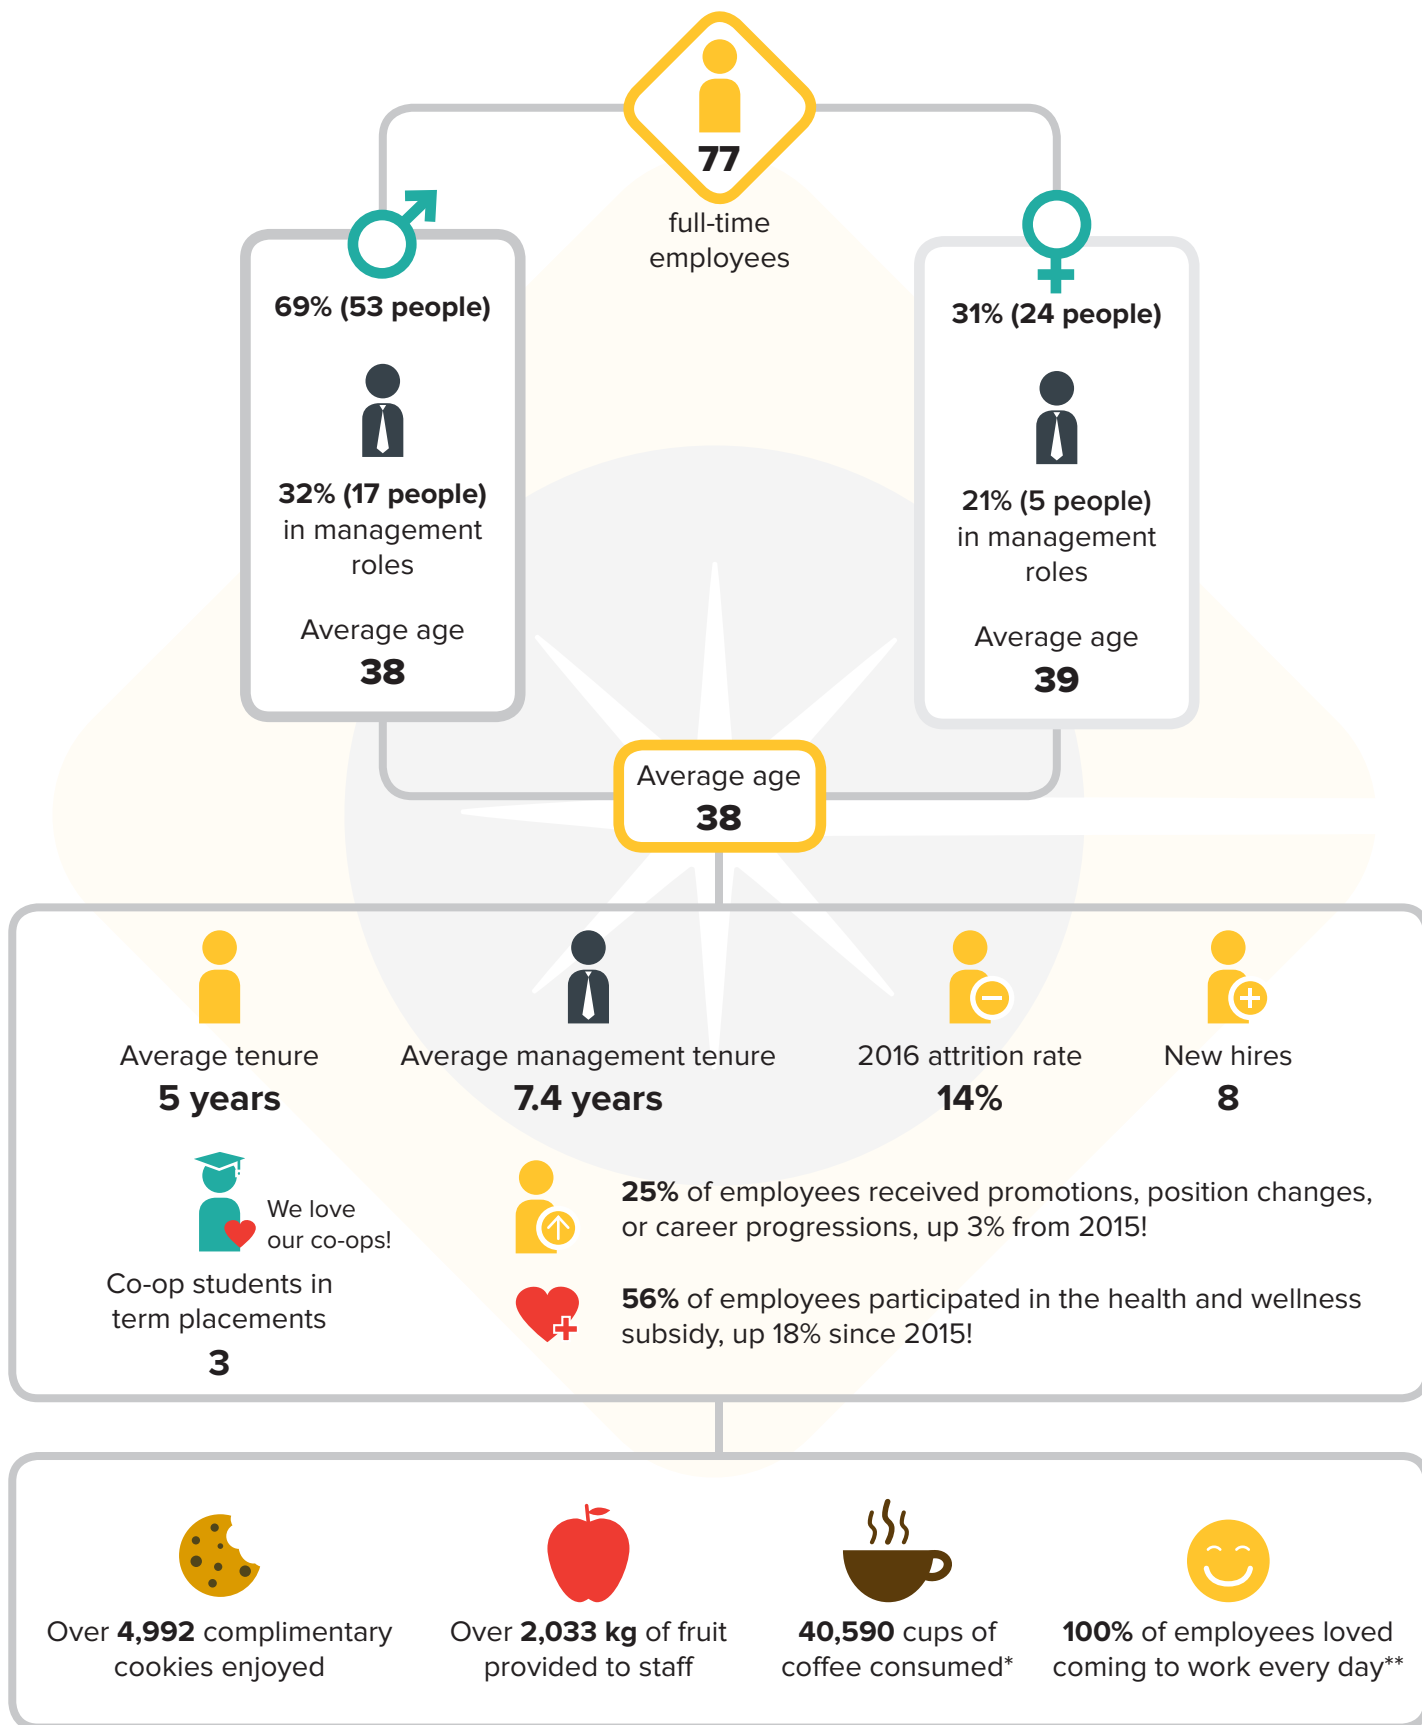 77
full-time
employees
69% (53 people)
32% (17 people)
in management
roles
Average age
38
31% (24 people)
21% (5 people)
in management
roles
Average age
39
Average age
38
Average tenure
5 years
Average management tenure
7.4 years
2016 attrition rate
14%
New hires
8
We love
our co-ops!
Co-op students in
term placements
3
25% of employees received promotions, position changes,
or career progressions, up 3% from 2015!
56% of employees participated in the health and wellness
subsidy, up 18% since 2015!
Over 4,992 complimentary
cookies enjoyed
Over 2,033 kg of fruit
provided to staff
40,590 cups of
coffee consumed*
100% of employees loved
coming to work every day**